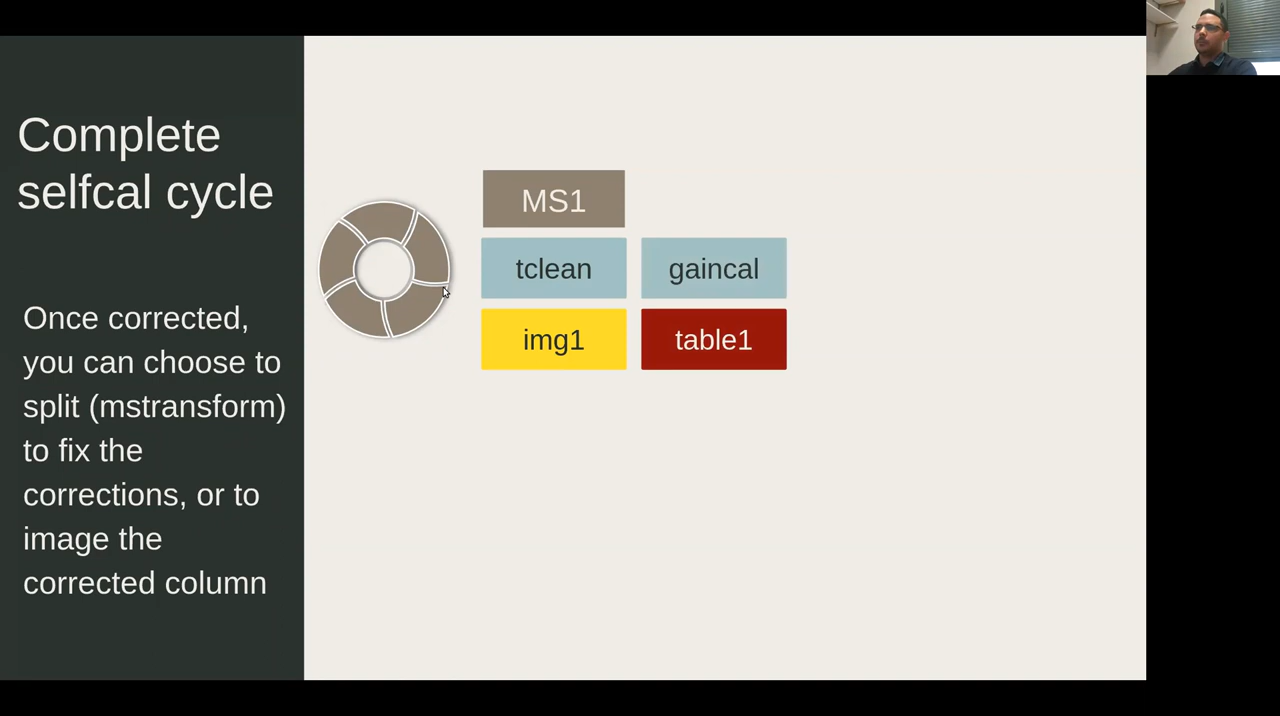 Complete
selfcal cycle
Once corrected,
you can choose to
split (mstransform)
to fix the
corrections, or to
image the
corrected column
MS1
tclean gaincal
img1 table1